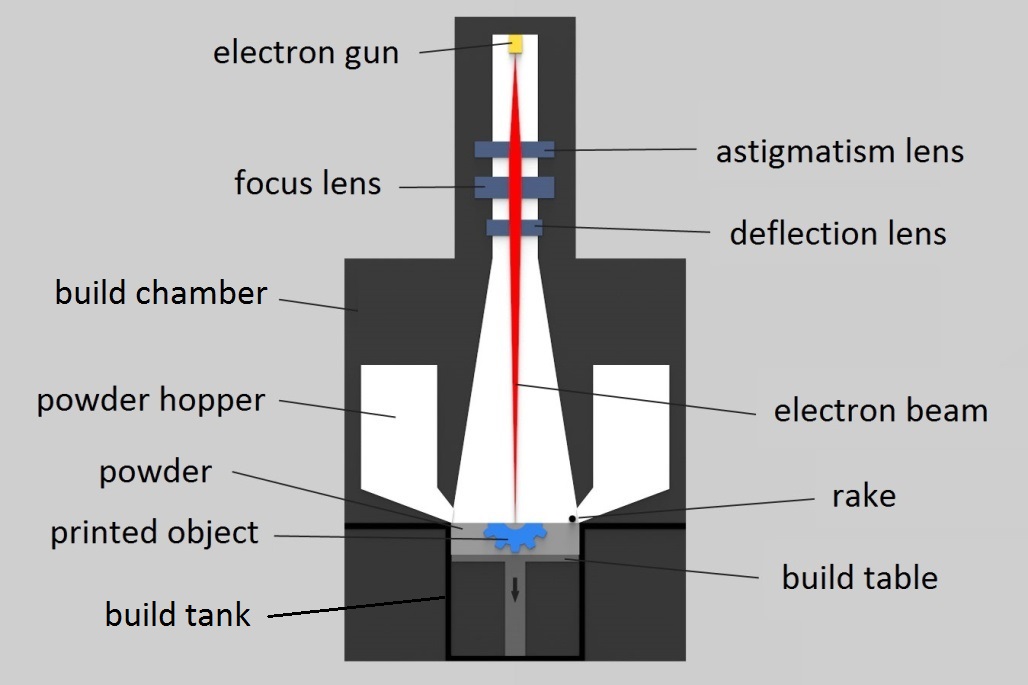 electron gun
astigmatism lens
focus lens
deflection lens
build chamber
powder hopper
electron beam
powder
rake
printed object
build table
build tank